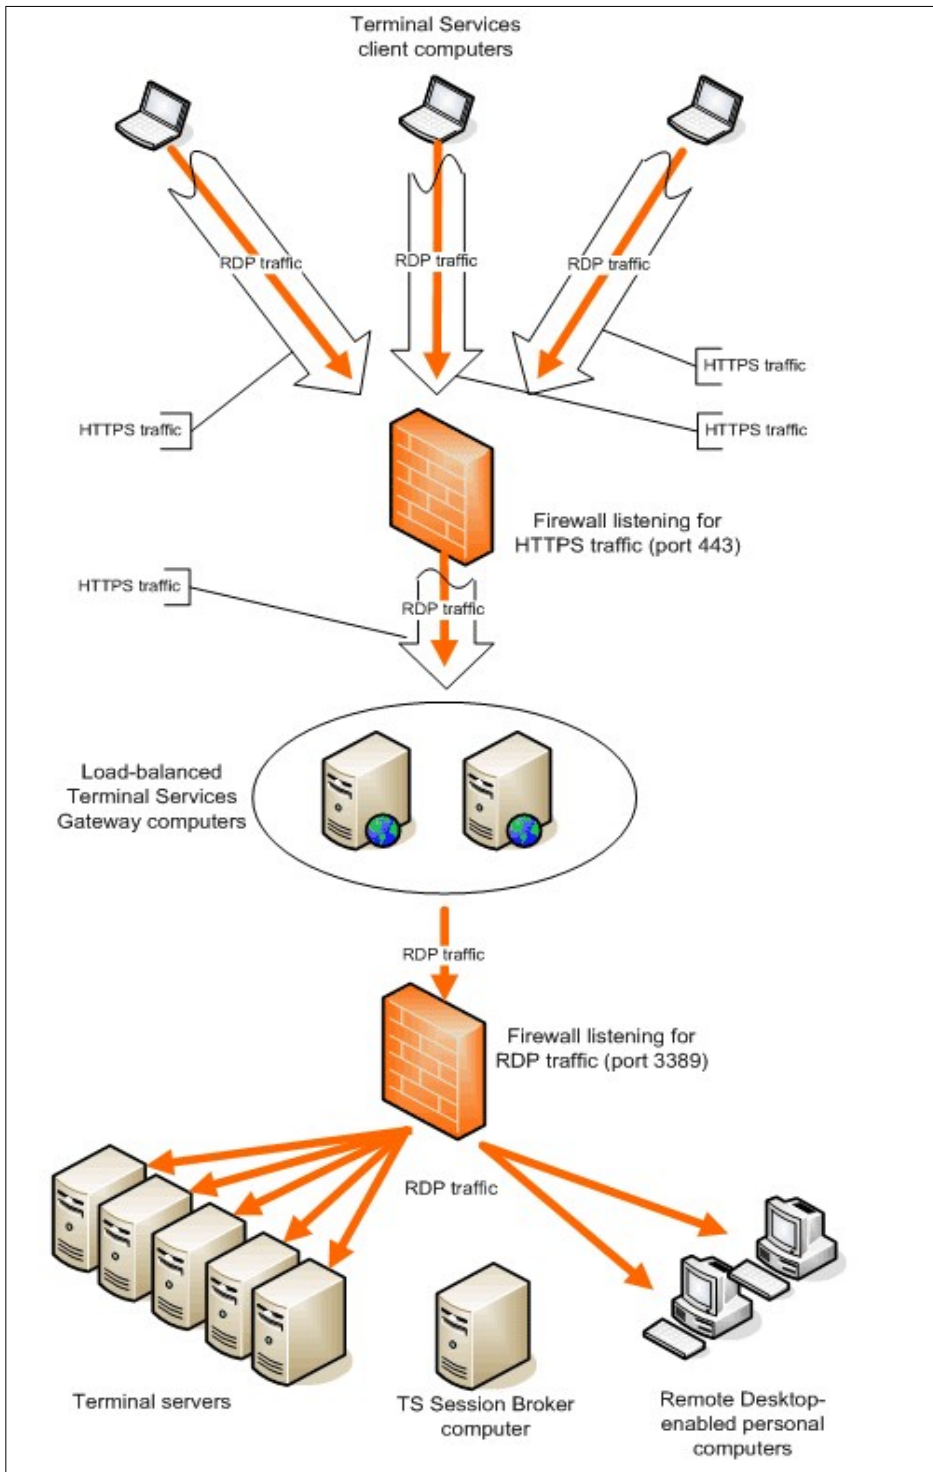 Terminal Services
client computers
RDP traffic
RDP traffic
RDP traffic
HTTPS traffic
HTTPS traffic
HTTPS traffic
Firewall listening for
HTTPS traffic (port 443)
HTTPS traffic
RDP traffic
Load-balanced
Terminal Services
Gateway computers
RDP traffic
Firewall listening for
RDP traffic (port 3389)
RDP traffic
Terminal servers
TS Session Broker
computer
Remote Desktop-
enabled personal
computers